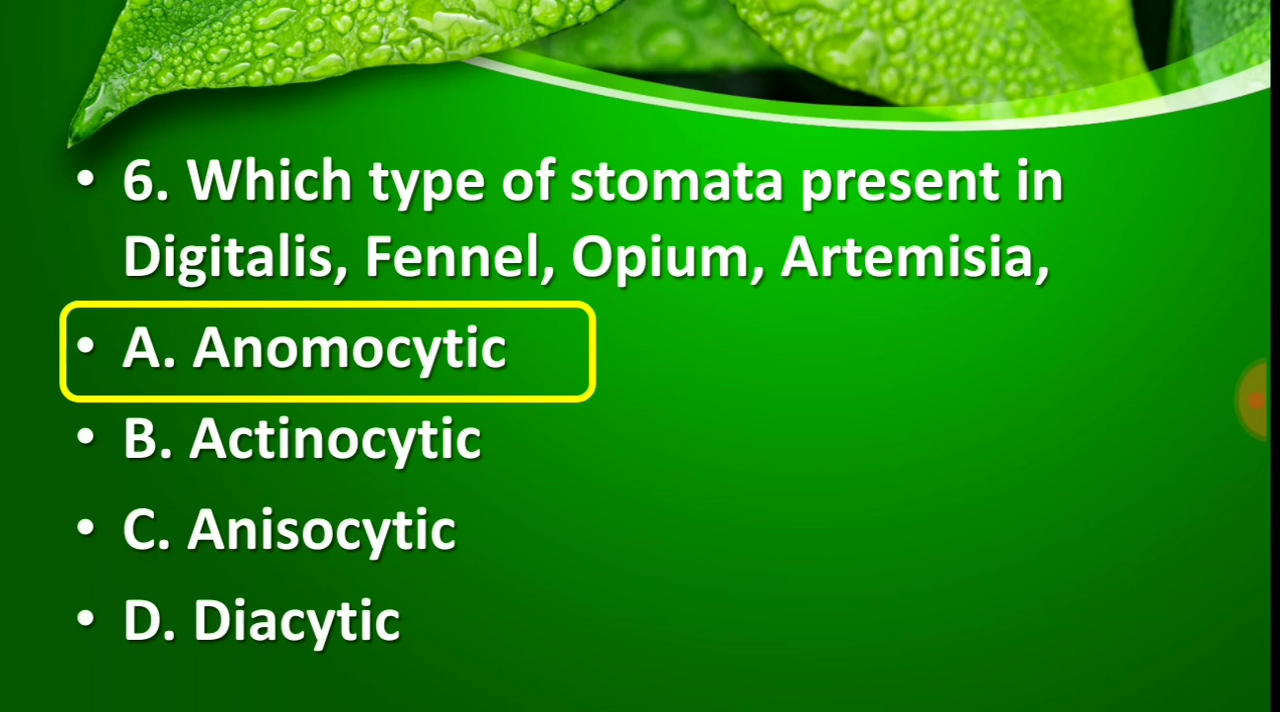 • 6. Which type of stomata present in
Digitalis, Fennel, Opium, Artemisia,
• A. Anomocytic
• B. Actinocytic
• C. Anisocytic
• D. Diacytic